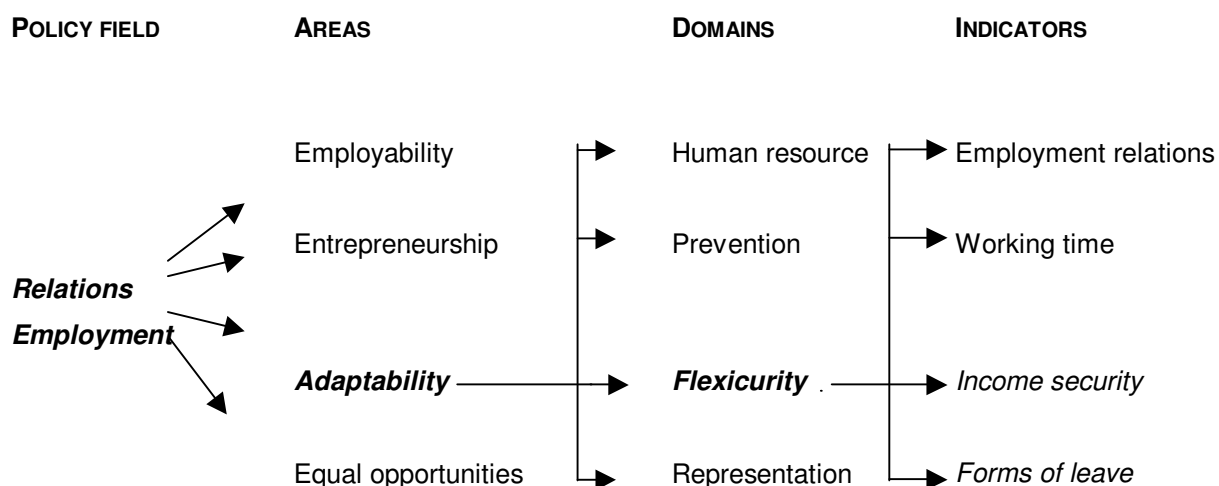 POLICY FIELD AREAS DOMAINS INDICATORS
Employability Human resource Employment relations
Entrepreneurship Prevention Working time
Relations
Employment
Adaptability Flexicurity . Income security
Equal opportunities Representation Forms of leave